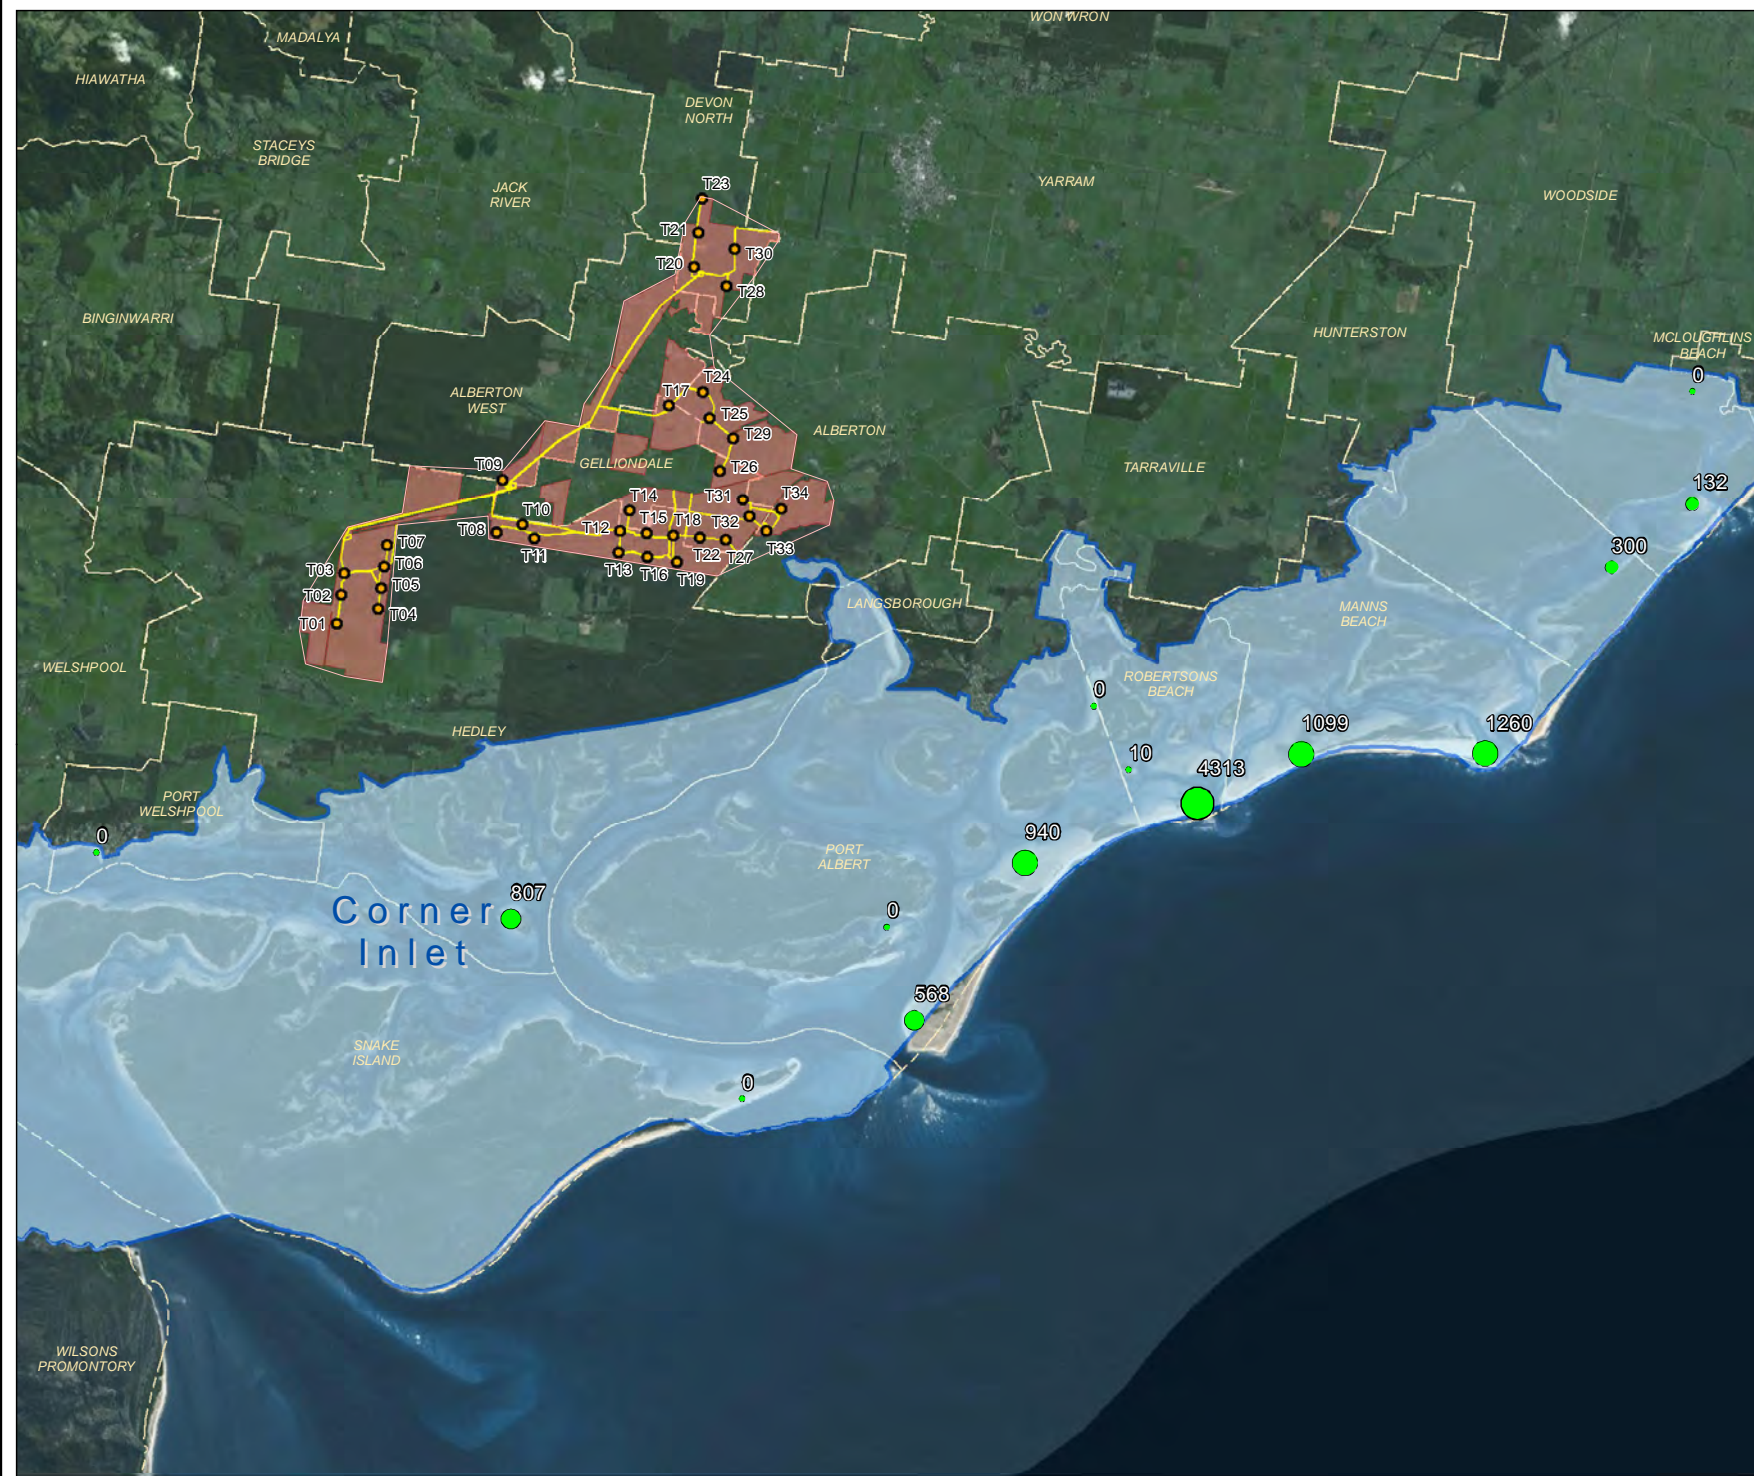 WON WRON
MADALYA
HIAWATHA
DEVON
NORTH
STACEYS
BRIDGE
JACK
RIVER
YARRAM
WOODSIDE
T23
T21
T30
T20
T28
BINGINWARRI
HUNTERSTON
MCLOUGHLINS
BEACH
0
ALBERTON
WEST
T17
T24
T25
T29
ALBERTON
T09
GELLIONDALE
T26
TARRAVILLE
132
T14
T31
T34
T10
T08
T11
T12
T15
T18
T32
T33
T13
T16
T19
T22
T27
300
T07
T03
T06
T02
T05
T04
T01
LANGSBOROUGH
MANNS
BEACH
WELSHPOOL
ROBERTSONS
BEACH
0
HEDLEY
1099
1260
10
4313
PORT
WELSHPOOL
0
940
PORT
ALBERT
807
Corner
Inlet
0
568
SNAKE
ISLAND
0
WILSONS
PROMONTORY